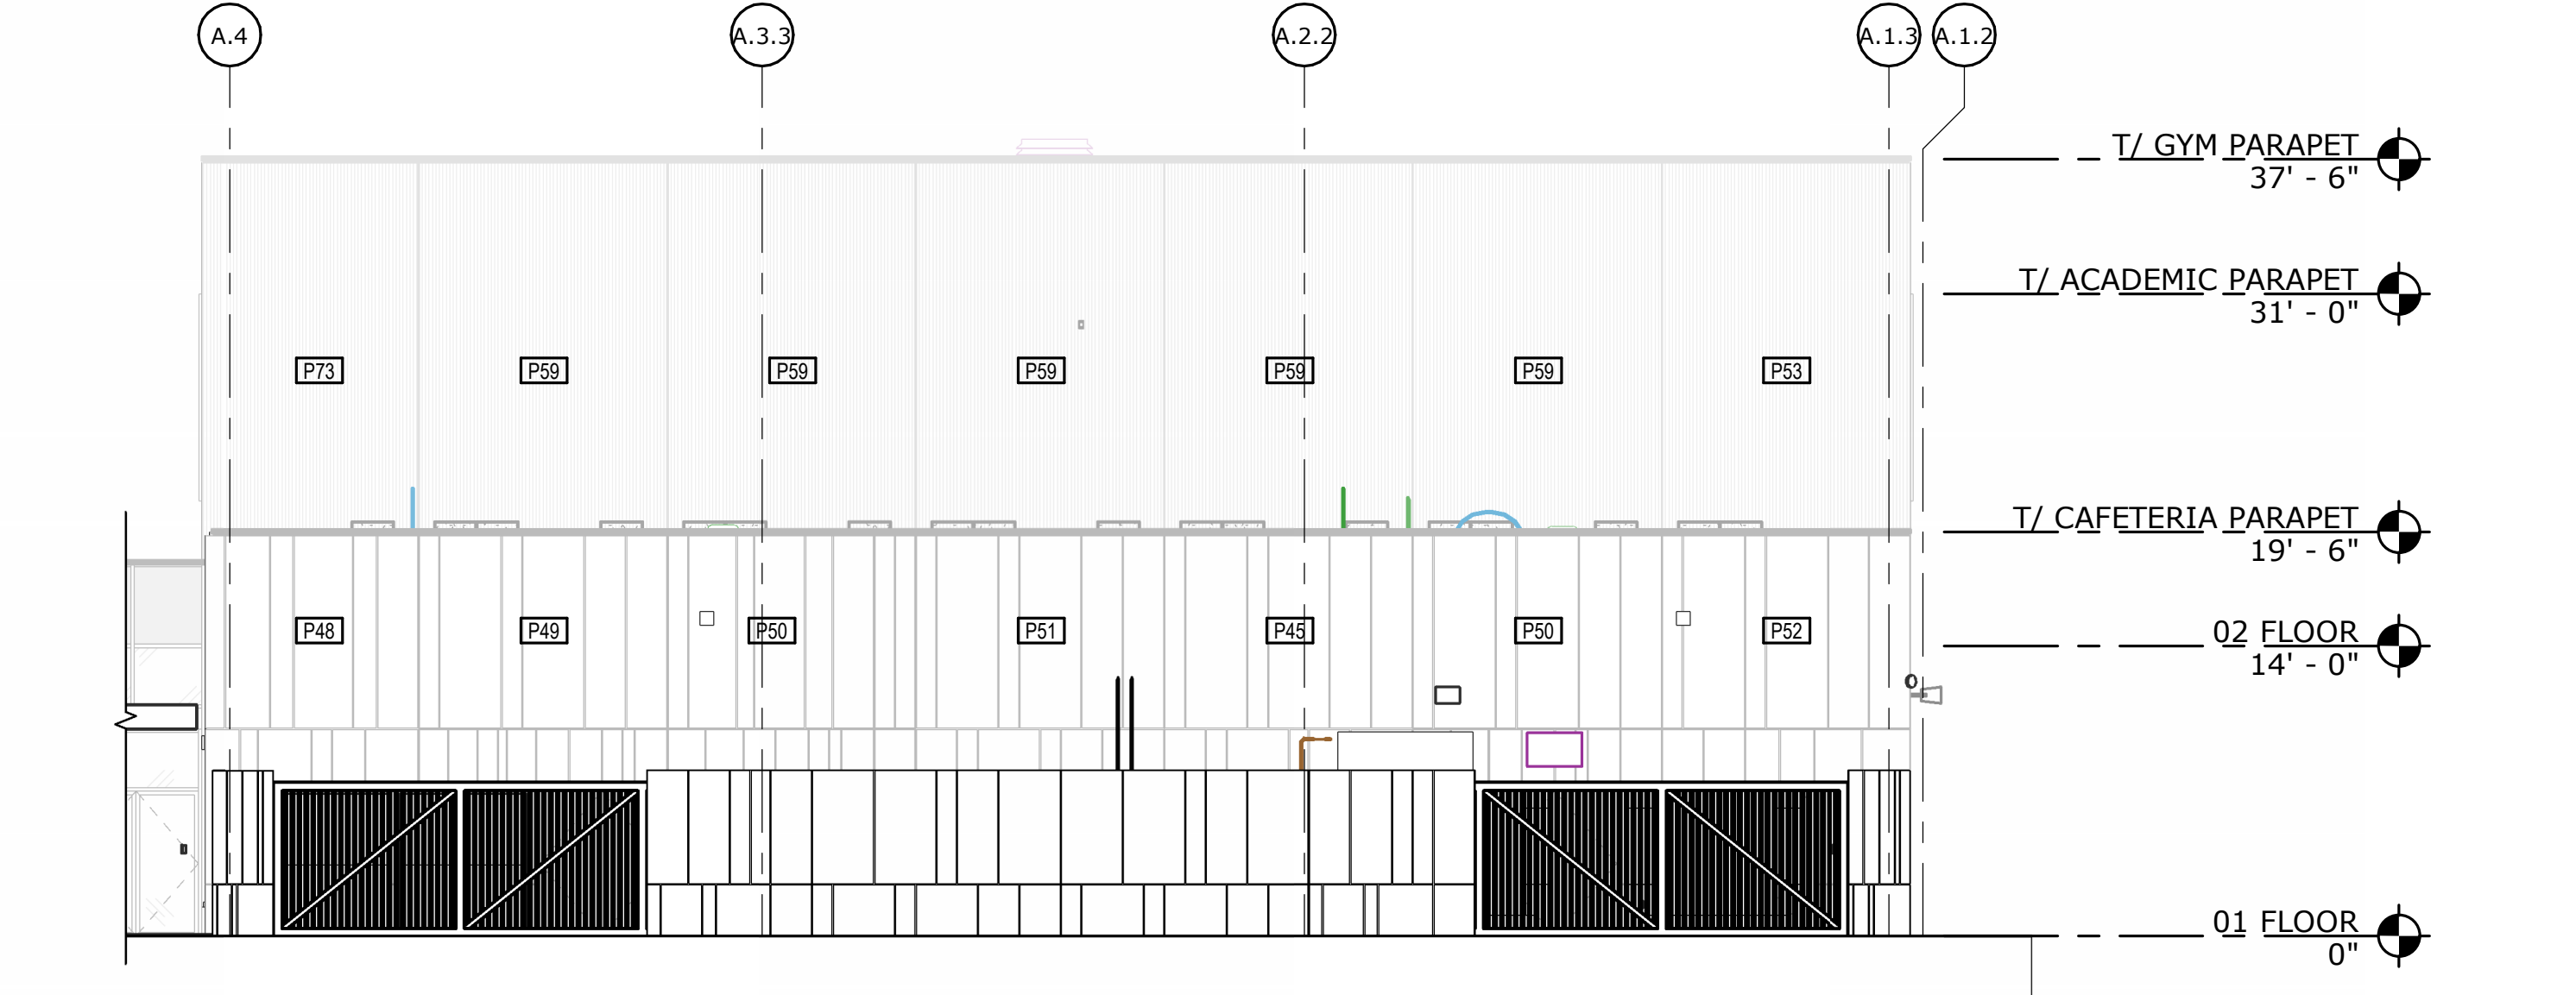 A.4
A.3.3
A.2.2
A.1.3
A.1.2
T/ GYM PARAPET
37' - 6"
T/ ACADEMIC PARAPET
31' - 0"
P73
P59
P59
P59
P59
P59
P53
T/ CAFETERIA PARAPET
19' - 6"
P48
P49
P50
P51
P45
P50
P52
02 FLOOR
14' - 0"
01 FLOOR
0"